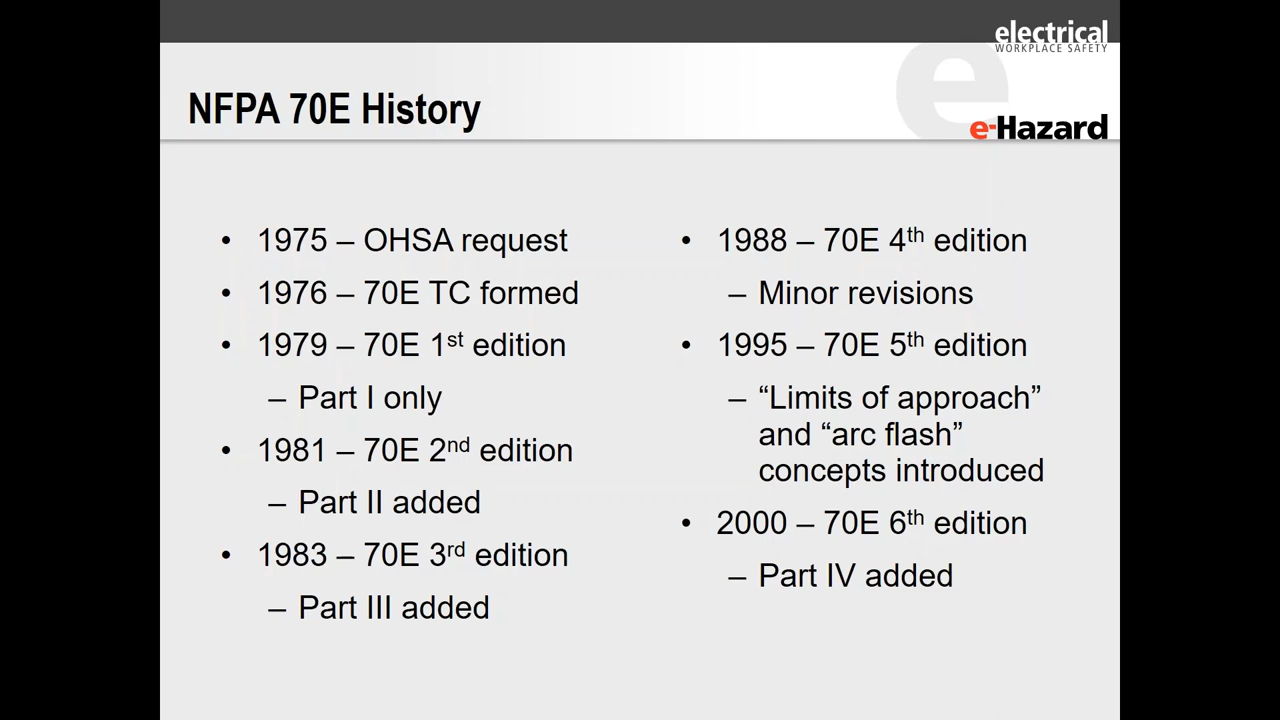 electrical
WORKPLACE SAFETY
NFPA 70E History
e-Hazard
• 1975 – OHSA request
• 1976 – 70E TC formed
• 1979 – 70E 1st edition
– Part I only
• 1981 – 70E 2nd edition
– Part II added
• 1983 – 70E 3rd edition
– Part III added
• 1988 – 70E 4th edition
– Minor revisions
• 1995 – 70E 5th edition
– “Limits of approach”
and “arc flash”
concepts introduced
• 2000 – 70E 6th edition
– Part IV added